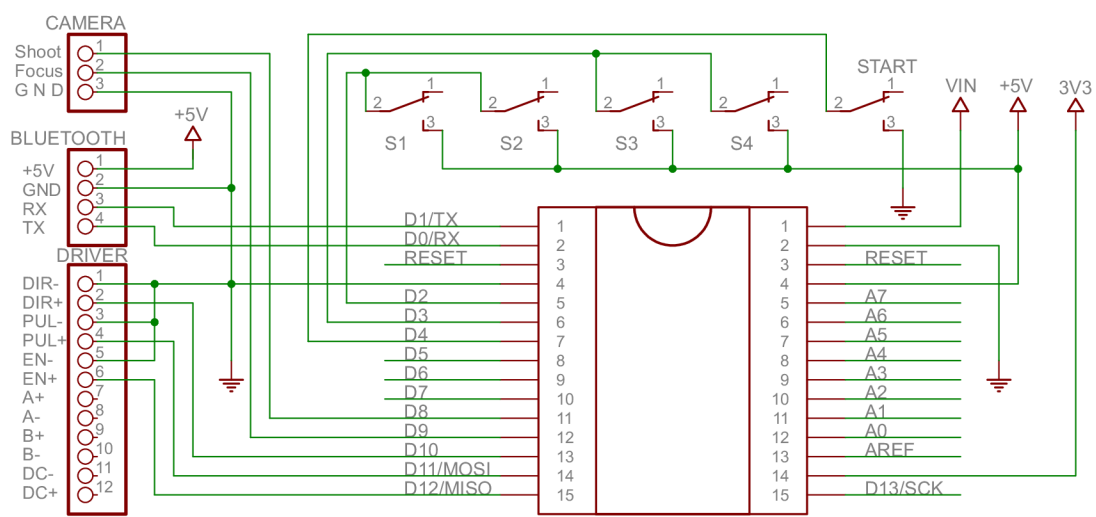 CAMERA
Shoot 1
Focus 2
G N D 3
+5V
BLUETOOTH
+5V 1
GND 2
RX 3
TX 4
DRIVER
DIR- 1
DIR+ 2
PUL- 3
PUL+ 4
EN- 5
EN+ 6
A+ 7
A- 8
B+ 9
B- 10
DC- 11
DC+ 12
2 1 3 S1
2 1 3 S2
2 1 3 S3
2 1 3 S4
START
2 1 3
VIN +5V 3V3
D1/TX 1 1
D0/RX 2 2
RESET 3 3 RESET
4 4
D2 5 5 A7
D3 6 6 A6
D4 7 7 A5
D5 8 8 A4
D6 9 9 A3
D7 10 10 A2
D8 11 11 A1
D9 12 12 A0
D10 13 13 AREF
D11/MOSI 14 14
D12/MISO 15 15 D13/SCK